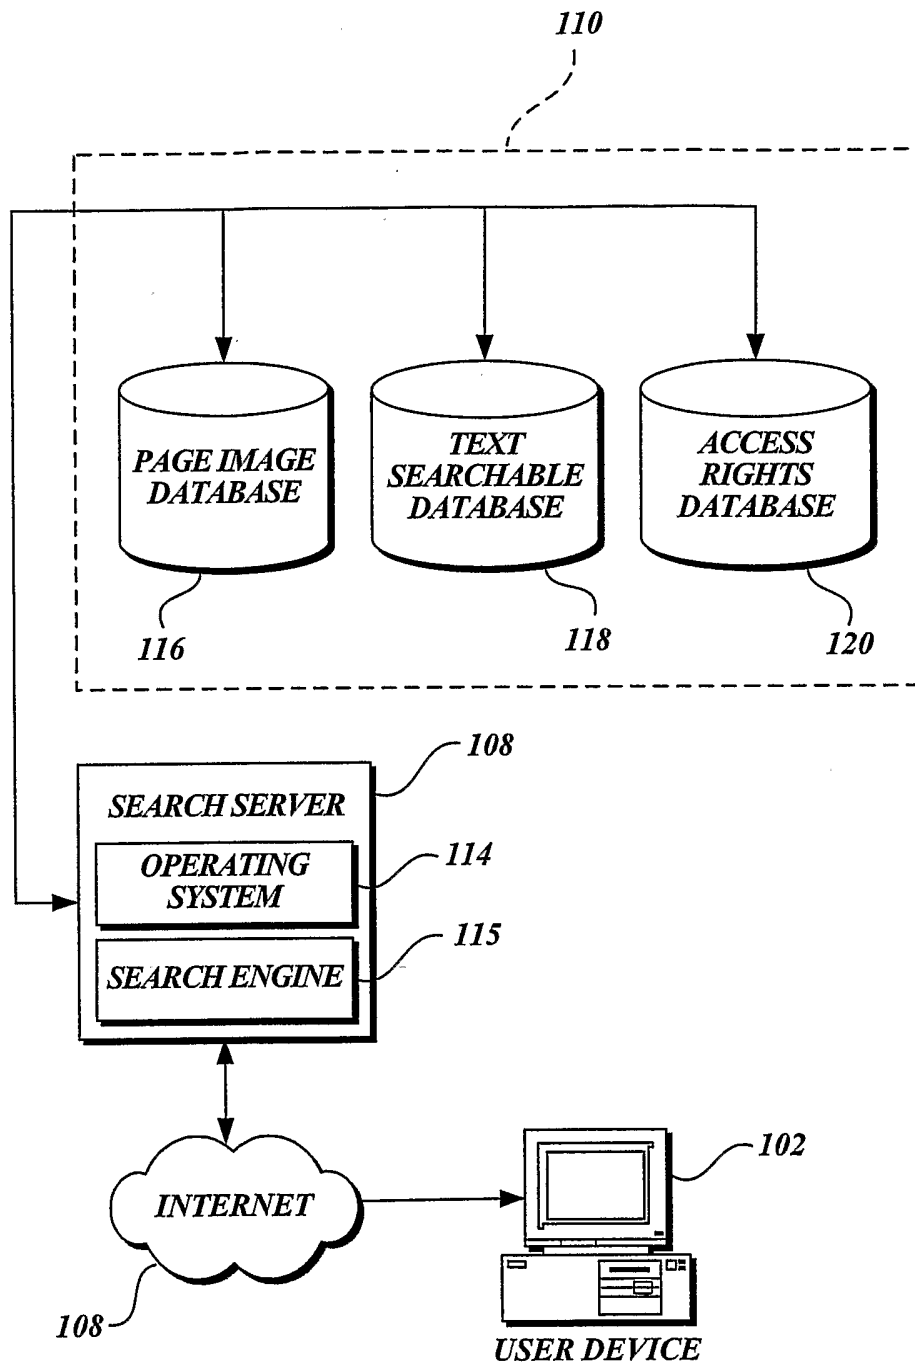 110
PAGE IMAGE
DATABASE
TEXT
SEARCHABLE
DATABASE
ACCESS
RIGHTS
DATABASE
116
118
120
108
SEARCH SERVER
OPERATING
SYSTEM
114
SEARCH ENGINE
115
INTERNET
102
108
USER DEVICE